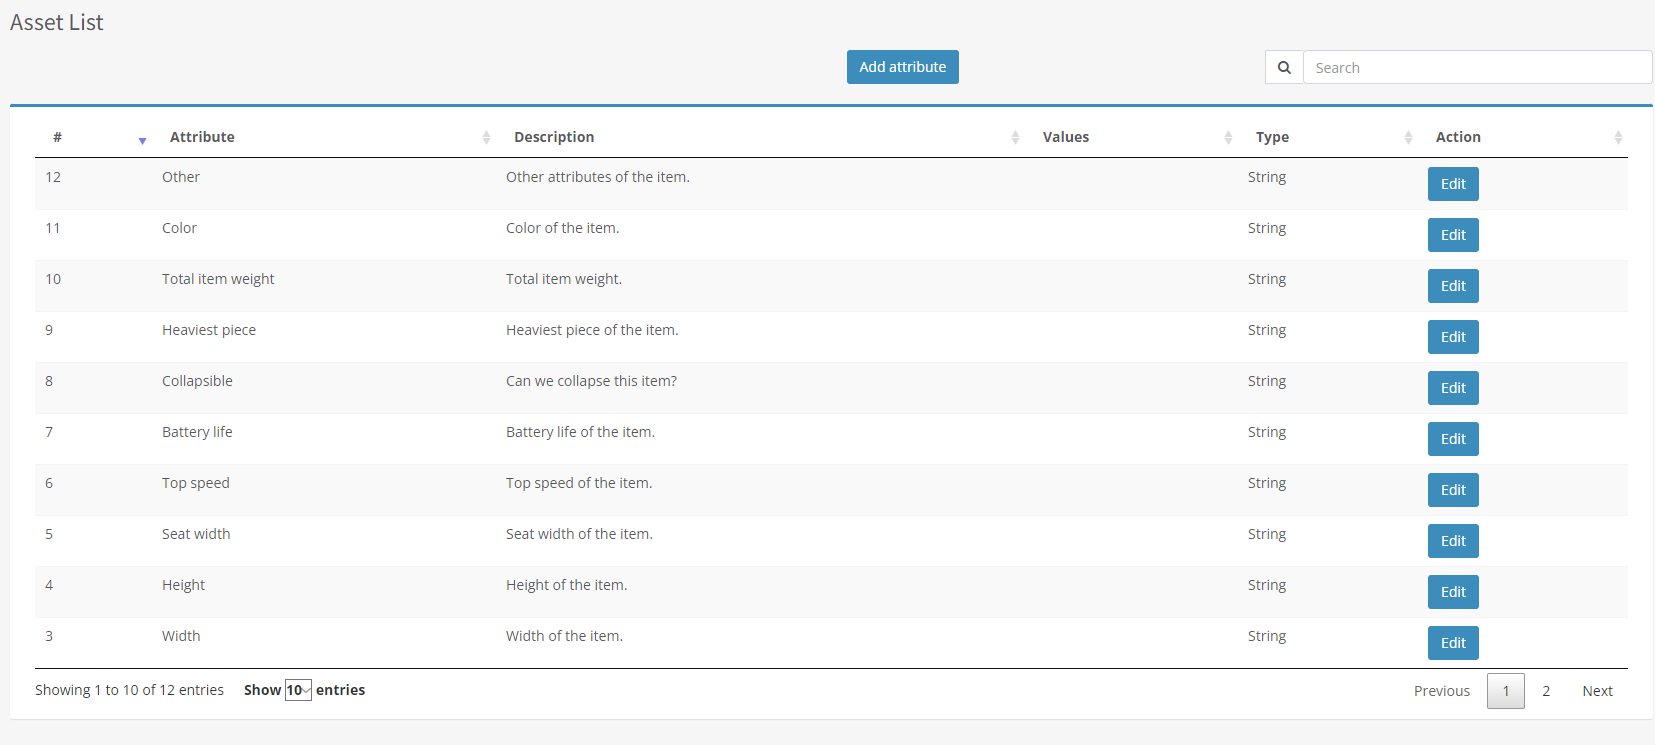 Asset List
Add attribute Search
# Attribute Description Values Type Action
12 Other Other attributes of the item. String Edit
11 Color Color of the item. String Edit
10 Total item weight Total item weight. String Edit
9 Heaviest piece Heaviest piece of the item. String Edit
8 Collapsible Can we collapse this item? String Edit
7 Battery life Battery life of the item. String Edit
6 Top speed Top speed of the item. String Edit
5 Seat width Seat width of the item. String Edit
4 Height Height of the item. String Edit
3 Width Width of the item. String Edit
Showing 1 to 10 of 12 entries Show 10 entries Previous 1 2 Next